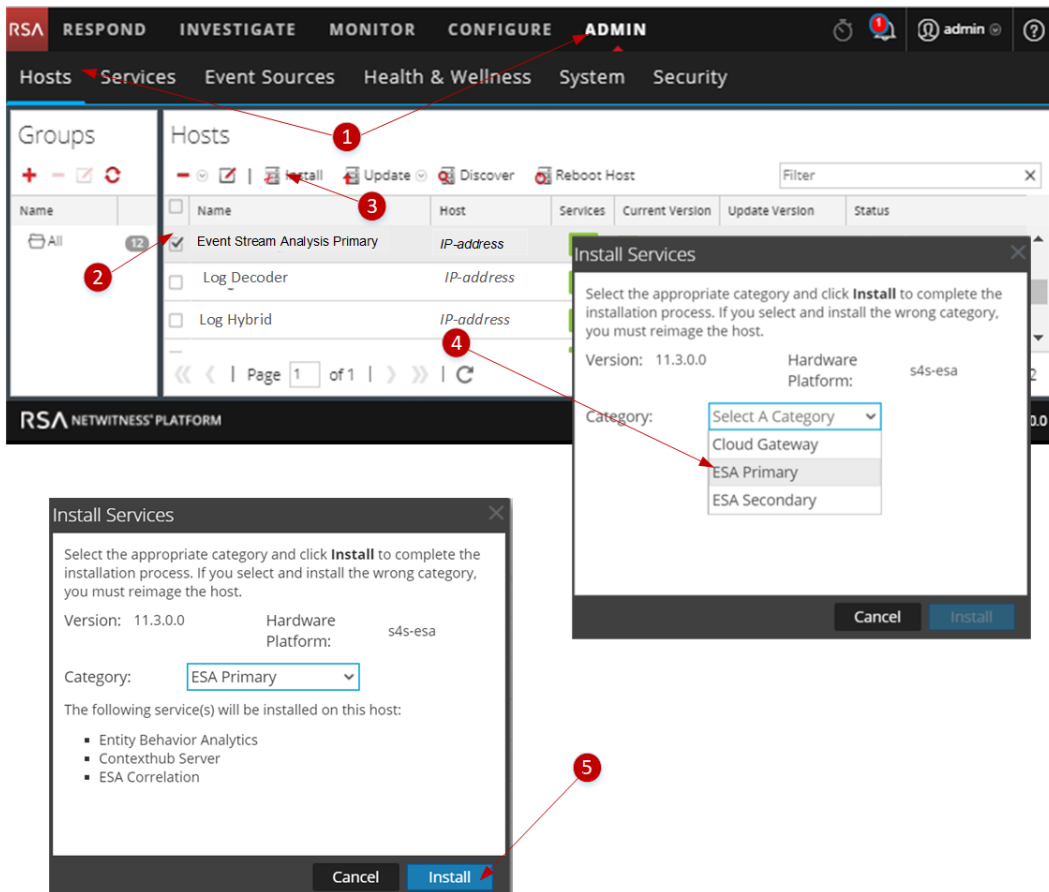 RSA RESPOND INVESTIGATE MONITOR CONFIGURE ADMIN 1 admin ?
Hosts Services Event Sources Health & Wellness System Security
Groups
Hosts
1
Install Update Discover Reboot Host Filter
3
Name
Name Host Services Current Version Update Version Status
All 12
Event Stream Analysis Primary IP-address
2
Log Decoder IP-address
Log Hybrid IP-address
4
Page 1 of 1
2
RSA NETWITNESS PLATFORM
0.0
Install Services
Select the appropriate category and click Install to complete the
installation process. If you select and install the wrong category,
you must reimage the host.
Version: 11.3.0.0 Hardware
Platform: s4s-esa
Category: Select A Category
Cloud Gateway
ESA Primary
ESA Secondary
Cancel Install
Install Services
Select the appropriate category and click Install to complete the
installation process. If you select and install the wrong category,
you must reimage the host.
Version: 11.3.0.0 Hardware
Platform: s4s-esa
Category: ESA Primary
The following service(s) will be installed on this host:
▪ Entity Behavior Analytics
▪ Contexthub Server
▪ ESA Correlation
5
Cancel Install